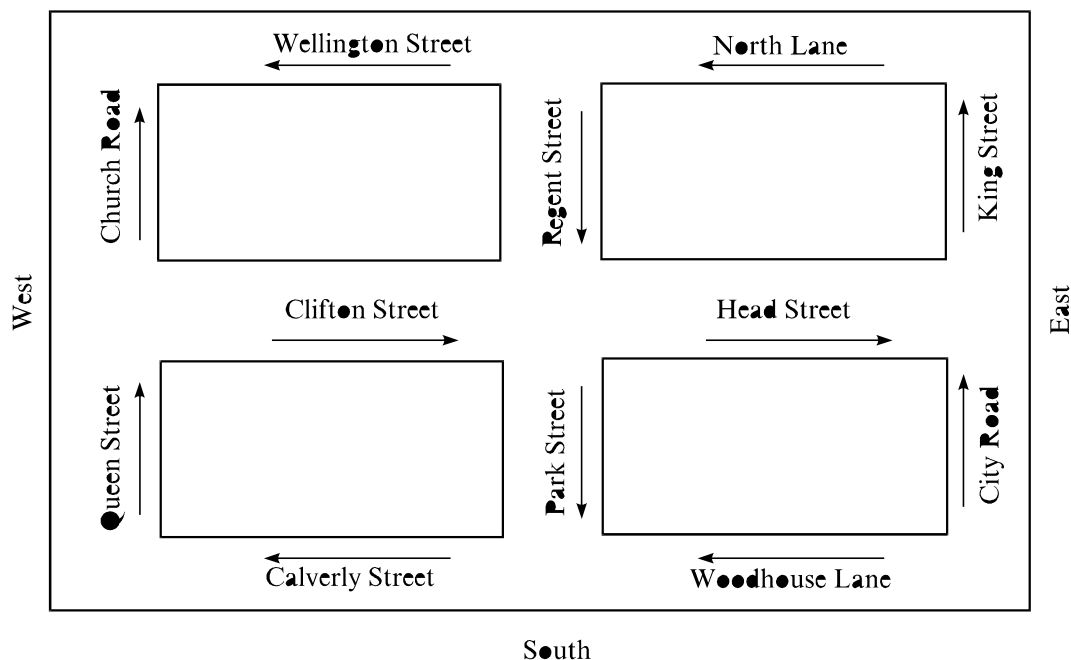 Wellington Street
North Lane
Church Road
Regent Street
King Street
West
East
Clifton Street
Head Street
Queen Street
Park Street
City Road
Calverly Street
Woodhouse Lane
South